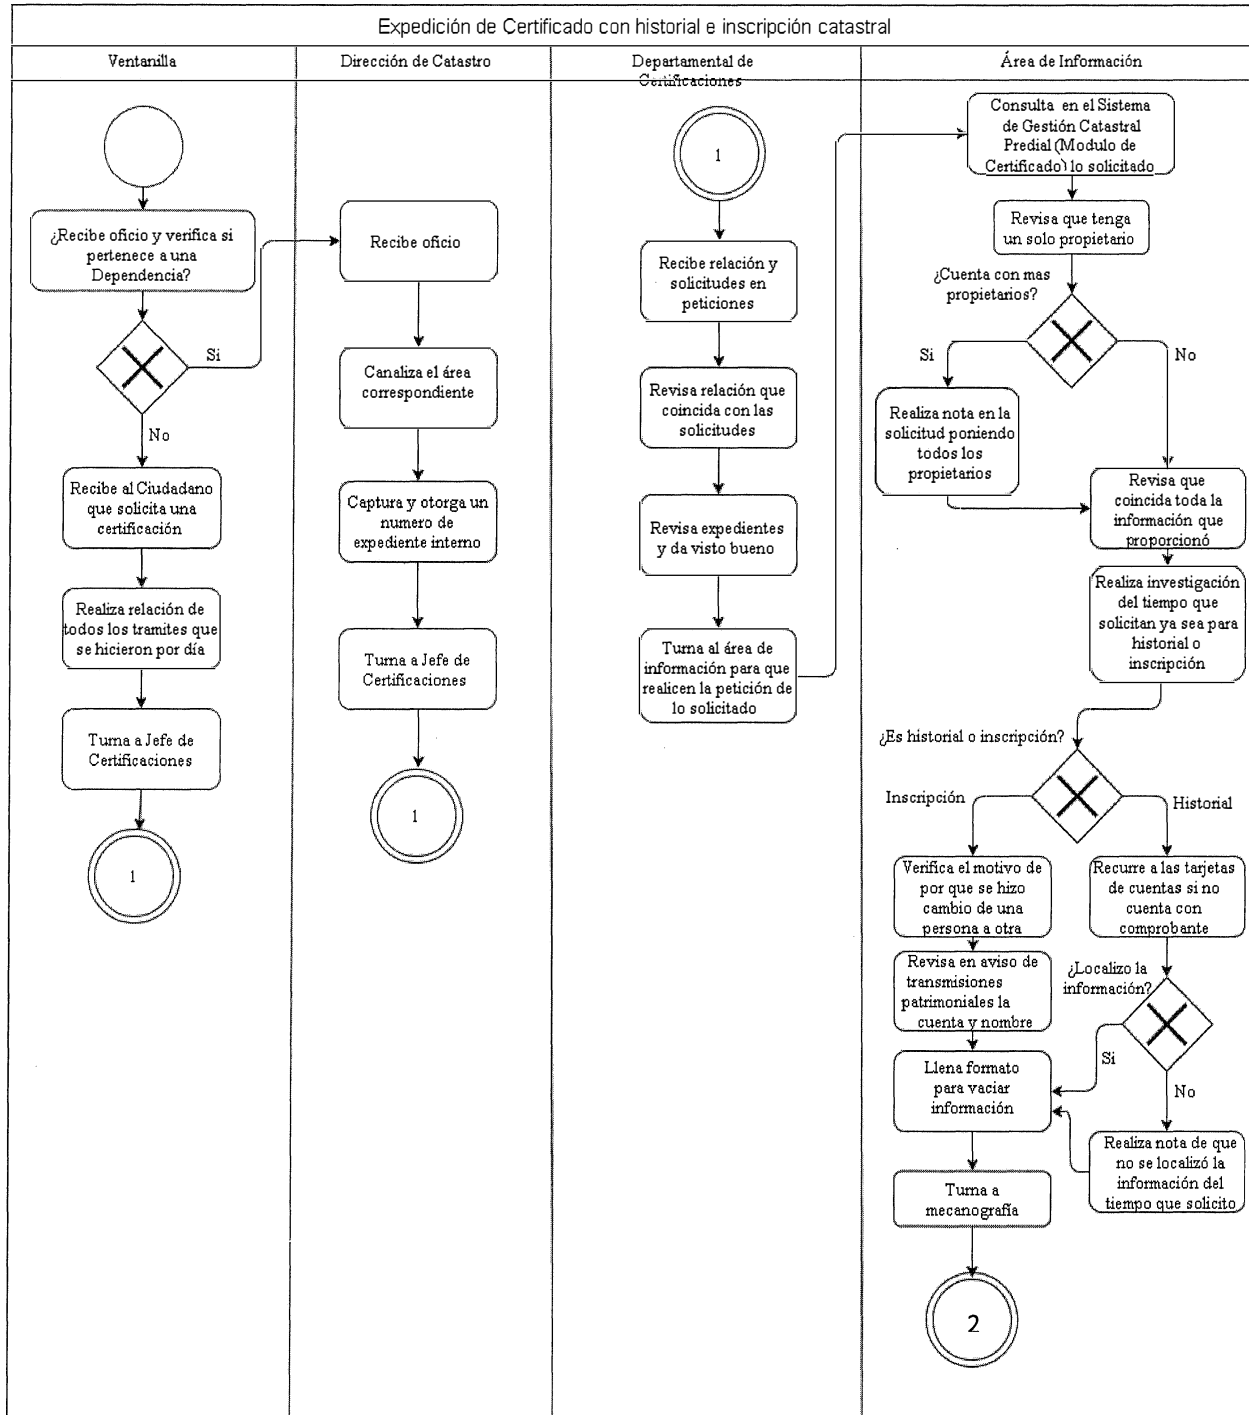 Expedición de Certificado con historial e inscripción catastral
Ventanilla
¿Recibe oficio y verifica si
pertenece a una
Dependencia?
Si
No
Recibe al Ciudadano
que solicita una
certificación
Realiza relación de
todos los tramites que
se hicieron por día
Turna a Jefe de
Certificaciones
1
Dirección de Catastro
Recibe oficio
Canaliza el área
correspondiente
Captura y otorga un
numero de
expediente interno
Turna a Jefe de
Certificaciones
1
Departamental de
Certificaciones
1
Recibe relación y
solicitudes en
peticiones
Revisa relación que
coincida con las
solicitudes
Revisa expedientes
y da visto bueno
Turna al área de
información para que
realicen la petición de
lo solicitado
Área de Información
Consulta en el Sistema
de Gestión Catastral
Predial (Modulo de
Certificado) lo solicitado
Revisa que tenga
un solo propietario
¿Cuenta con mas
propietarios?
Si
No
Realiza nota en la
solicitud poniendo
todos los
propietarios
Revisa que
coincida toda la
información que
proporcionó
Realiza investigación
del tiempo que
solicitan ya sea para
historial o
inscripción
¿Es historial o inscripción?
Inscripción
Historial
Verifica el motivo de
por que se hizo
cambio de una
persona a otra
Recurre a las tarjetas
de cuentas si no
cuenta con
comprobante
Revisa en aviso de
transmisiones
patrimoniales la
cuenta y nombre
¿Localizo la
información?
Si
No
Llena formato
para vaciar
información
Realiza nota de que
no se localizó la
información del
tiempo que solicito
Turna a
mecanografía
2